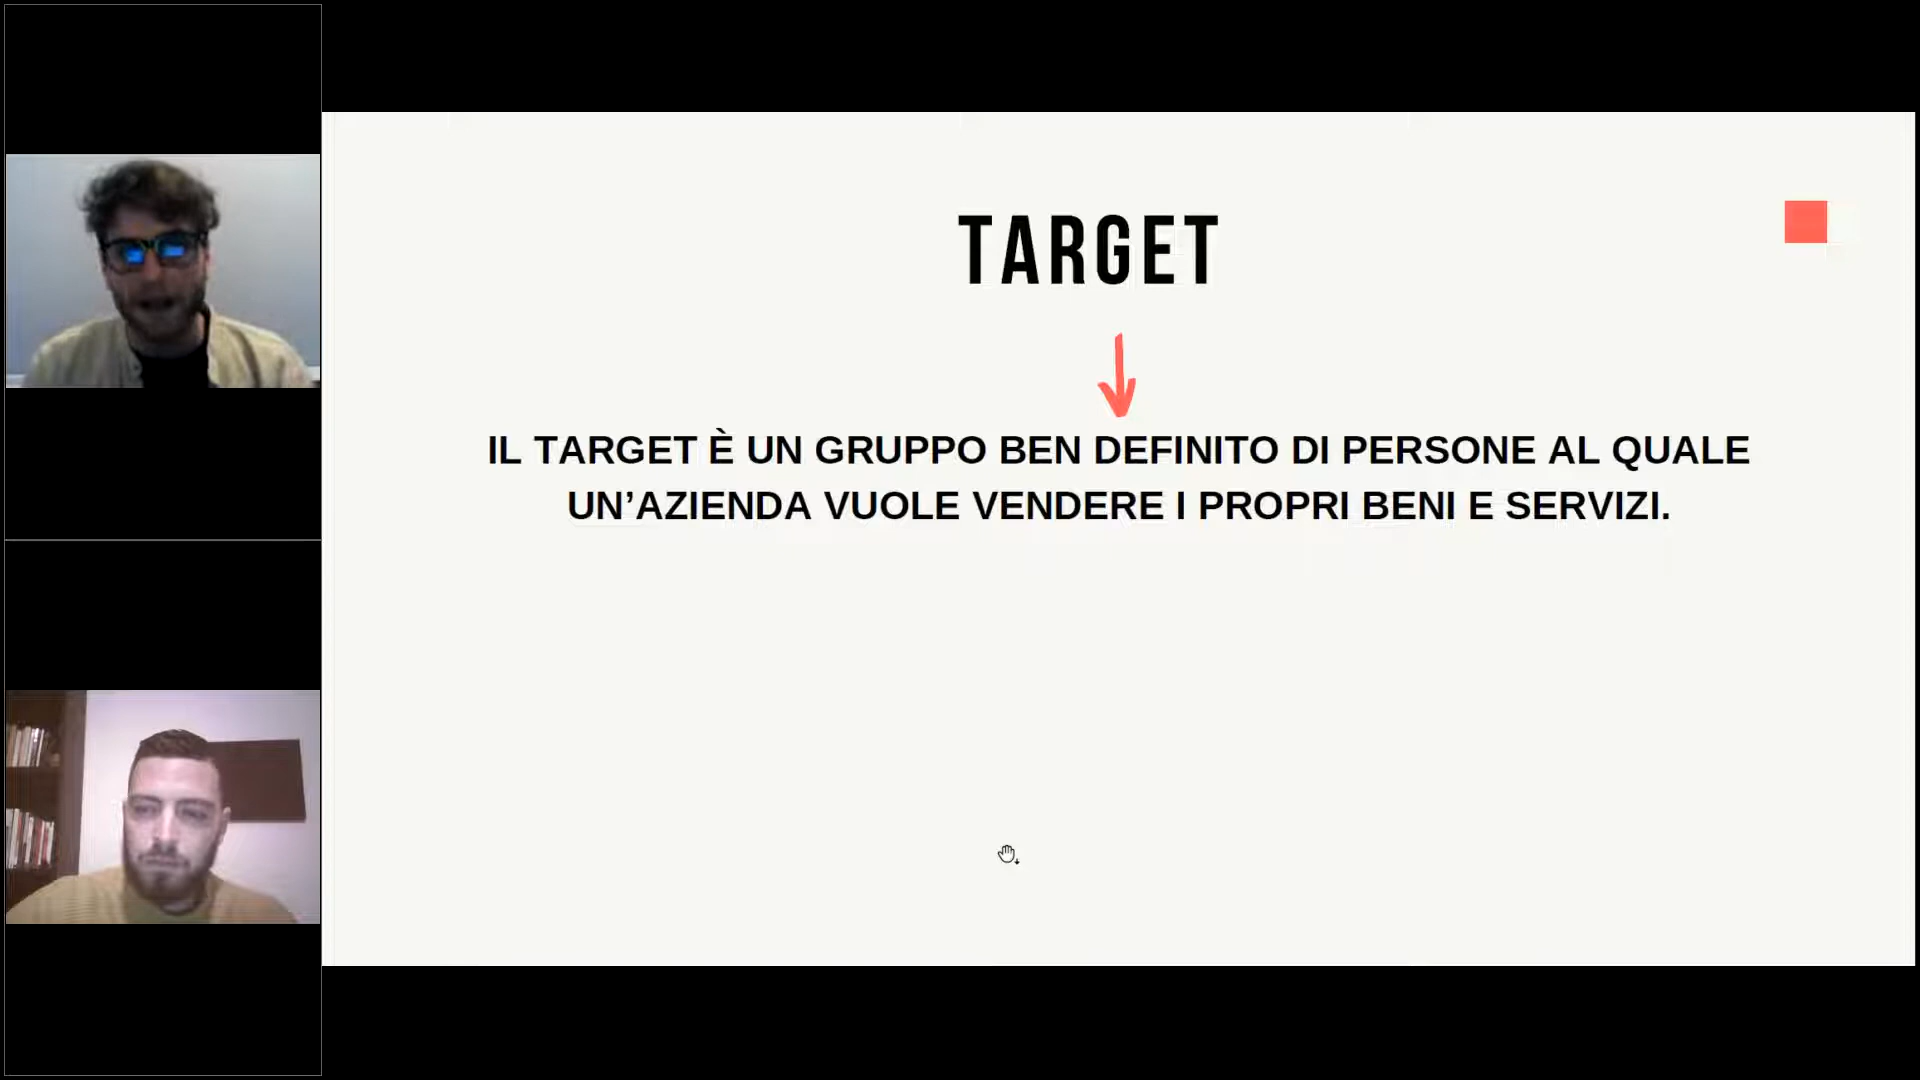 TARGET
IL TARGET È UN GRUPPO BEN DEFINITO DI PERSONE AL QUALE
UN’AZIENDA VUOLE VENDERE I PROPRI BENI E SERVIZI.